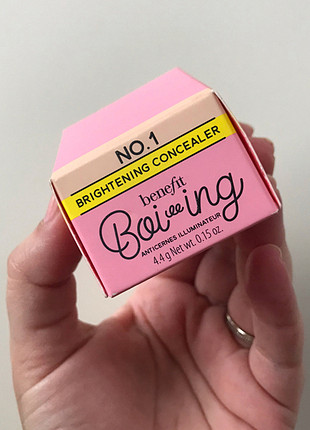 NO.1
BRIGHTENING CONCEALER
benefit
Boi-ing
ANTICERNES ILLUMINATEUR
4.4 g Net wt. 0.15 oz.